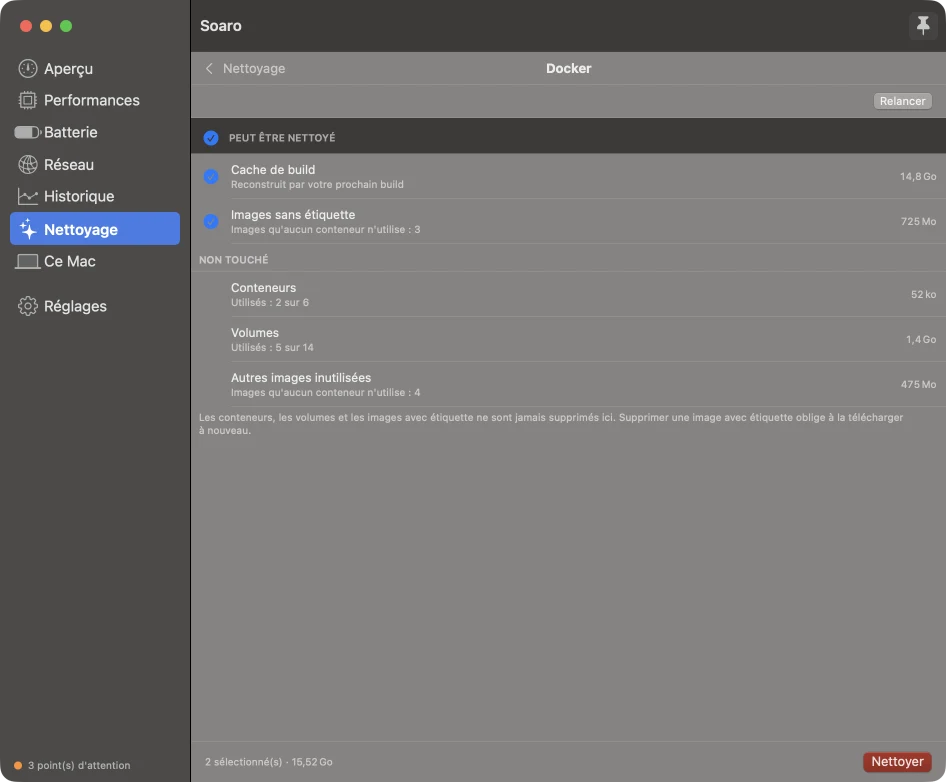 Soaro
Aperçu
Performances
Batterie
Réseau
Historique
Nettoyage
Ce Mac
Réglages
3 point(s) d'attention
Nettoyage
Docker
Relancer
PEUT ÊTRE NETTOYÉ
Cache de build
Reconstruit par votre prochain build
14,8 Go
Images sans étiquette
Images qu'aucun conteneur n'utilise : 3
725 Mo
NON TOUCHÉ
Conteneurs
Utilisés : 2 sur 6
52 ko
Volumes
Utilisés : 5 sur 14
1,4 Go
Autres images inutilisées
Images qu'aucun conteneur n'utilise : 4
475 Mo
Les conteneurs, les volumes et les images avec étiquette ne sont jamais supprimés ici. Supprimer une image avec étiquette oblige à la télécharger
à nouveau.
2 sélectionné(s) · 15,52 Go
Nettoyer